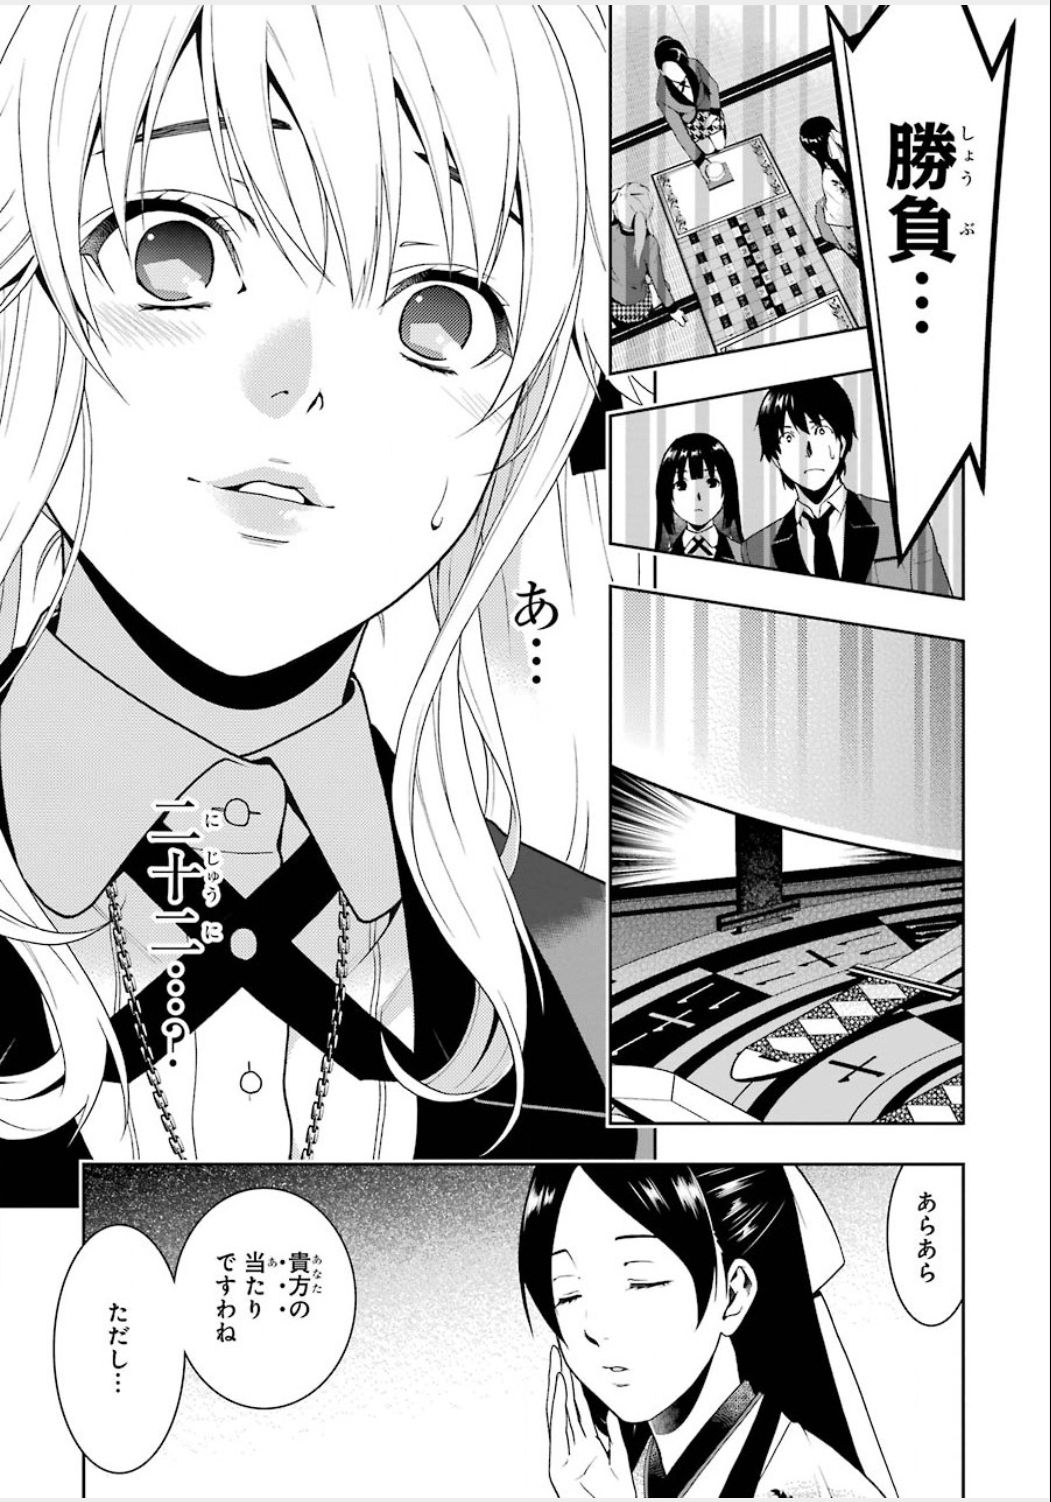 勝負…
あ…
二十二…?
あらあら
貴方の
当たり
ですわね
ただし…